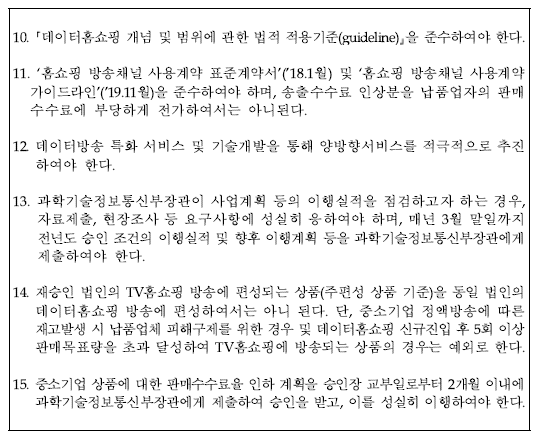 10. 「데이터홈쇼핑 개념 및 범위에 관한 법적 적용기준(guideline)」을 준수하여야 한다.
11. ‘홈쇼핑 방송채널 사용계약 표준계약서’(’18.1월) 및 ‘홈쇼핑 방송채널 사용계약
가이드라인’(’19.11월)을 준수하여야 하며, 송출수수료 인상분을 납품업자의 판매
수수료에 부당하게 전가하여서는 아니된다.
12. 데이터방송 특화 서비스 및 기술개발을 통해 양방향서비스를 적극적으로 추진
하여야 한다.
13. 과학기술정보통신부장관이 사업계획 등의 이행실적을 점검하고자 하는 경우,
자료제출, 현장조사 등 요구사항에 성실히 응하여야 하며, 매년 3월 말일까지
전년도 승인 조건의 이행실적 및 향후 이행계획 등을 과학기술정보통신부장관에게
제출하여야 한다.
14. 재승인 법인의 TV홈쇼핑 방송에 편성되는 상품(주편성 상품 기준)을 동일 법인의
데이터홈쇼핑 방송에 편성하여서는 아니 된다. 단, 중소기업 정액방송에 따른
재고발생 시 납품업체 피해구제를 위한 경우 및 데이터홈쇼핑 신규진입 후 5회 이상
판매목표량을 초과 달성하여 TV홈쇼핑에 방송되는 상품의 경우는 예외로 한다.
15. 중소기업 상품에 대한 판매수수료율 인하 계획을 승인장 교부일로부터 2개월 이내에
과학기술정보통신부장관에게 제출하여 승인을 받고, 이를 성실히 이행하여야 한다.